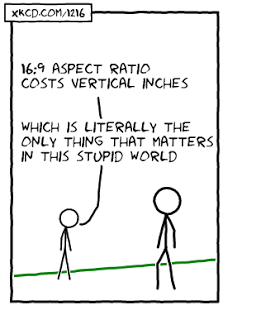 XKCD.COM/1216
16:9 ASPECT RATIO
COSTS VERTICAL INCHES
WHICH IS LITERALLY THE
ONLY THING THAT MATTERS
IN THIS STUPID WORLD